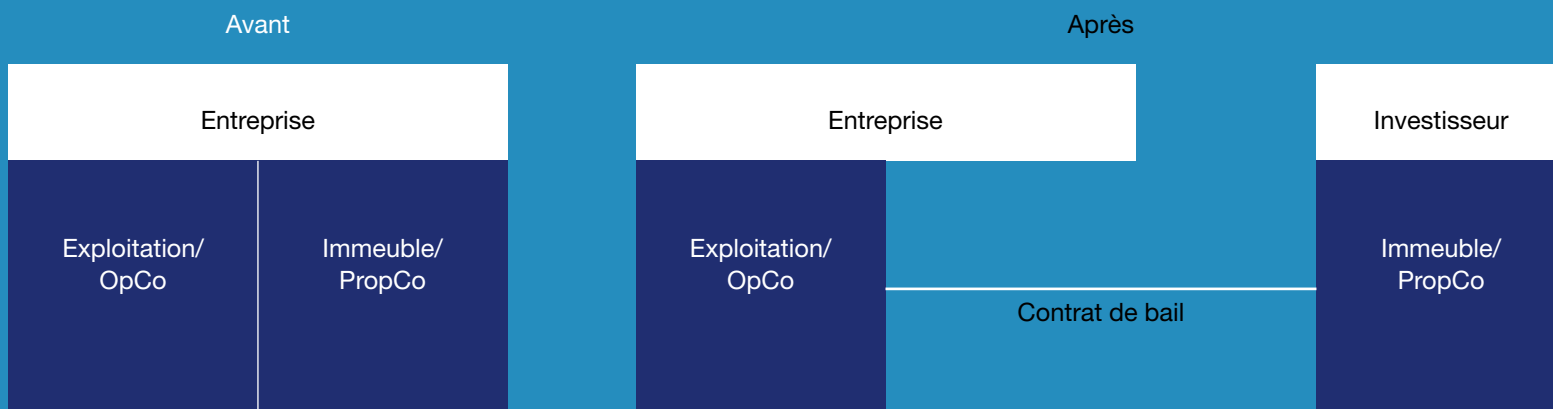 Avant
Après
Entreprise
Entreprise
Investisseur
Exploitation/
OpCo
Immeuble/
PropCo
Exploitation/
OpCo
Contrat de bail
Immeuble/
PropCo